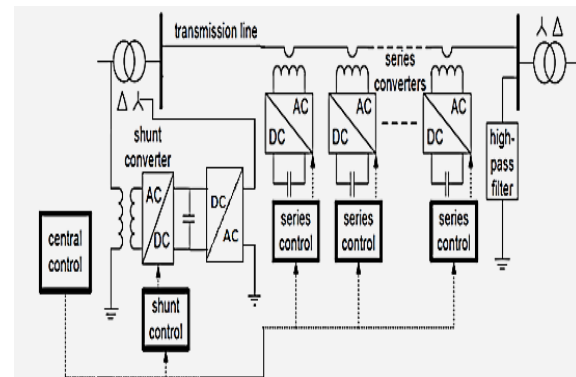 transmission line
series
converters
AC
DC
AC
DC
AC
DC
shunt
converter
AC
DC
DC
AC
high-
pass
filter
central
control
series
control
series
control
series
control
shunt
control